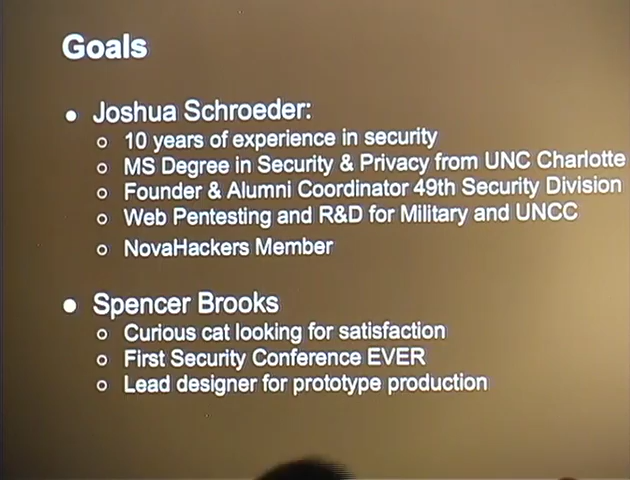 Goals
● Joshua Schroeder:
○ 10 years of experience in security
○ MS Degree in Security & Privacy from UNC Charlotte
○ Founder & Alumni Coordinator 49th Security Division
○ Web Pentesting and R&D for Military and UNCC
○ NovaHackers Member
● Spencer Brooks
○ Curious cat looking for satisfaction
○ First Security Conference EVER
○ Lead designer for prototype production